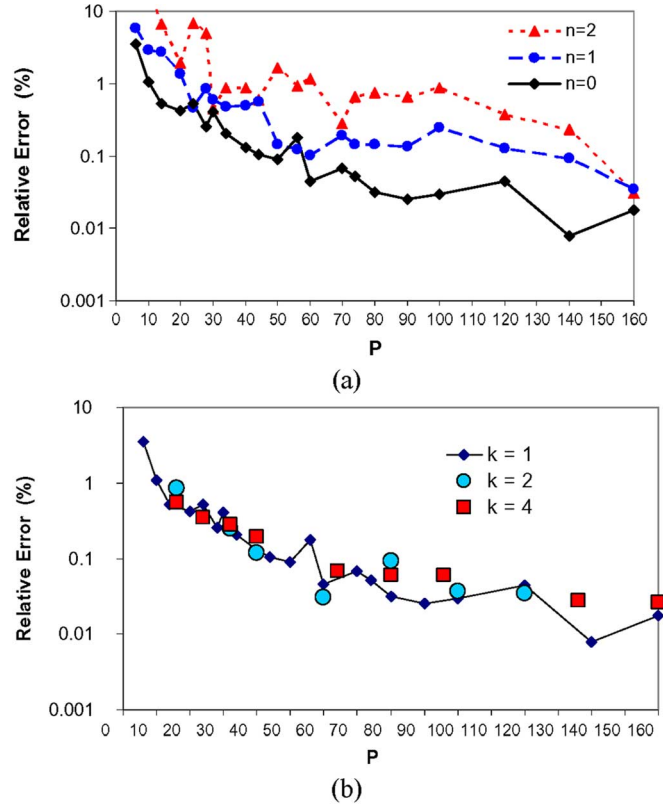 10
1
0.1
0.01
0.001
Relative Error (%)
n=2
n=1
n=0
0 10 20 30 40 50 60 70 80 90 100 110 120 130 140 150 160
P
(a)
10
1
0.1
0.01
0.001
Relative Error (%)
k = 1
k = 2
k = 4
0 10 20 30 40 50 60 70 80 90 100 110 120 130 140 160
P
(b)